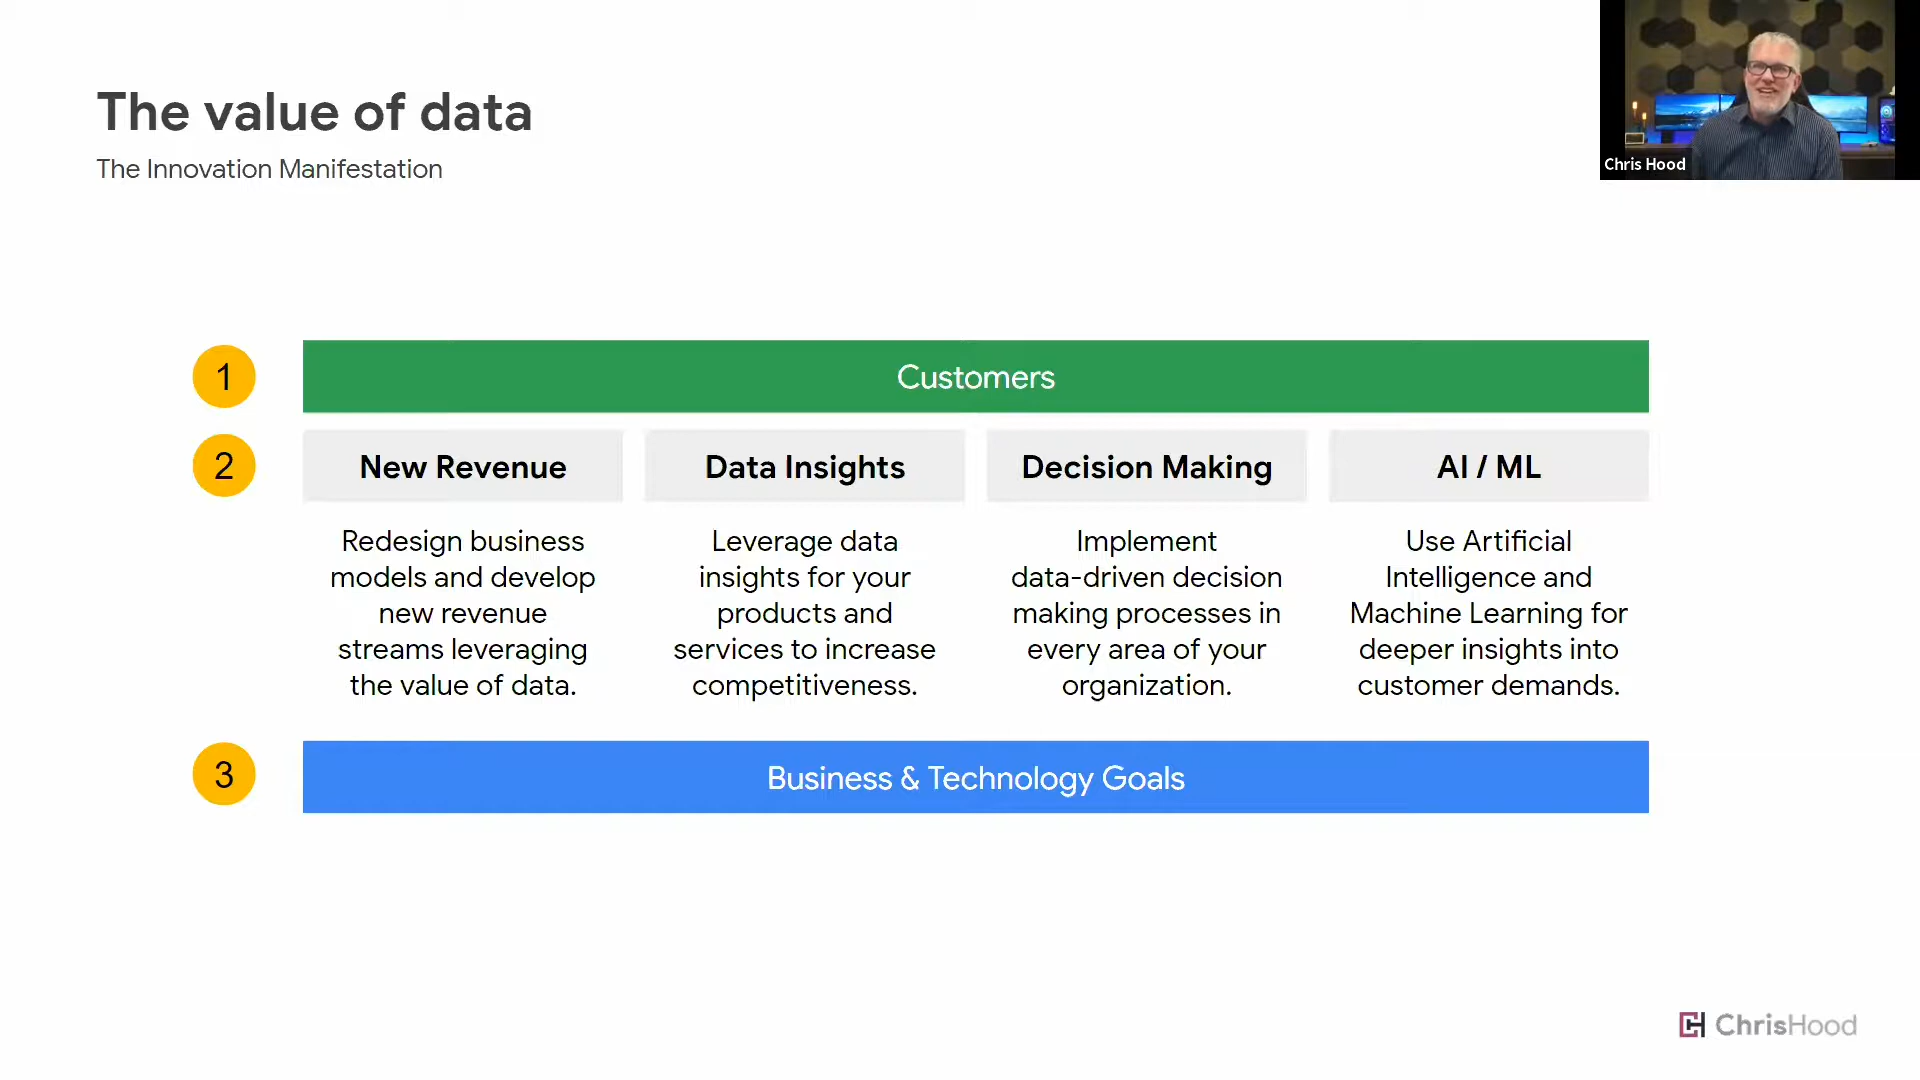 The value of data
The Innovation Manifestation
Chris Hood
1
Customers
2
New Revenue
Data Insights
Decision Making
AI / ML
Redesign business
models and develop
new revenue
streams leveraging
the value of data.
Leverage data
insights for your
products and
services to increase
competitiveness.
Implement
data-driven decision
making processes in
every area of your
organization.
Use Artificial
Intelligence and
Machine Learning for
deeper insights into
customer demands.
3
Business & Technology Goals
ChrisHood